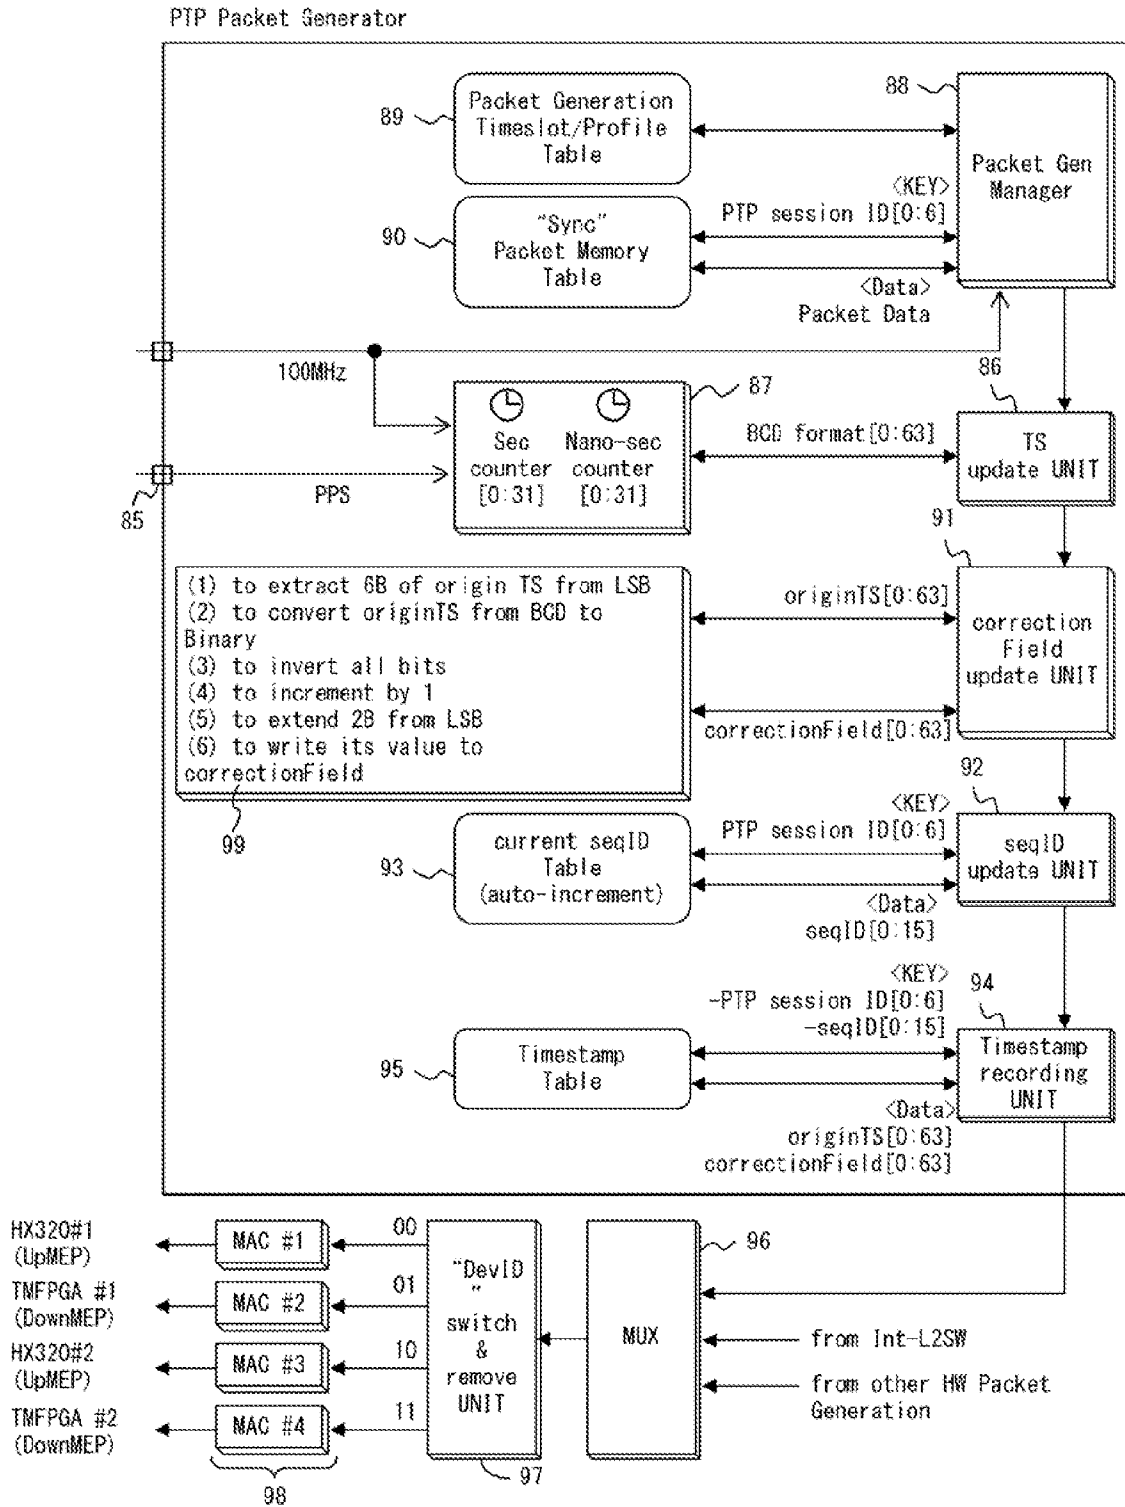 PTP Packet Generator
88
89
Packet Generation
Timeslot/Profile
Table
Packet Gen
Manager
<KEY>
PTP session ID[0:6]
90
"Sync"
Packet Memory
Table
<Data>
Packet Data
100MHz
86
87
Sec
counter
[0:31]
Nano-sec
counter
[0:31]
BCD format[0:63]
TS
update UNIT
PPS
85
91
(1) to extract 6B of origin TS from LSB
(2) to convert originTS from BCD to
Binary
(3) to invert all bits
(4) to increment by 1
(5) to extend 2B from LSB
(6) to write its value to
correctionField
99
originTS[0:63]
correction
Field
update UNIT
correctionField[0:63]
92
<KEY>
PTP session ID[0:6]
93
current seqID
Table
(auto-increment)
seqID
update UNIT
<Data>
seqID[0:15]
<KEY>
-PTP session ID[0:6]
-seqID[0:15]
94
95
Timestamp
Table
Timestamp
recording
UNIT
<Data>
originTS[0:63]
correctionField[0:63]
HX320#1
(UpMEP)
MAC #1
00
TMFPGA #1
(DownMEP)
MAC #2
01
HX320#2
(UpMEP)
MAC #3
10
TMFPGA #2
(DownMEP)
MAC #4
11
98
"DevID
"
switch
&
remove
UNIT
97
MUX
96
from Int-L2SW
from other HW Packet
Generation